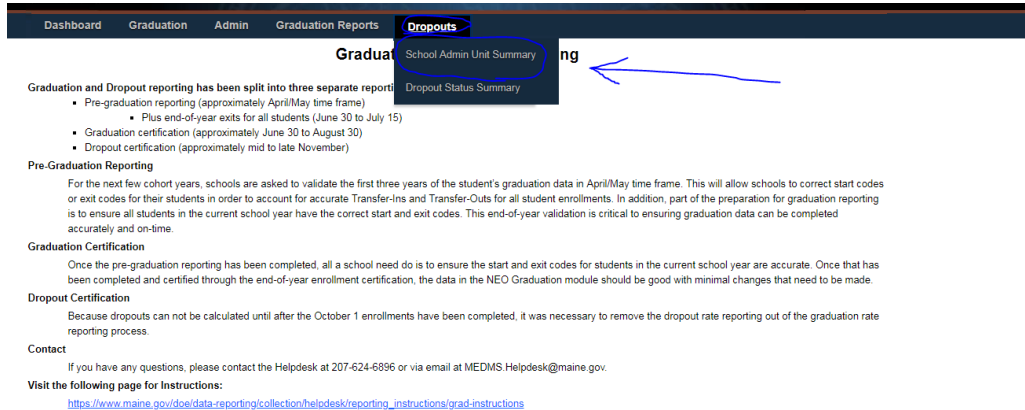 Dashboard Graduation Admin Graduation Reports Dropouts
School Admin Unit Summary
Dropout Status Summary
Graduat ng
Graduation and Dropout reporting has been split into three separate reporti
Pre-graduation reporting (approximately April/May time frame)
Plus end-of-year exits for all students (June 30 to July 15)
Graduation certification (approximately June 30 to August 30)
Dropout certification (approximately mid to late November)
Pre-Graduation Reporting
For the next few cohort years, schools are asked to validate the first three years of the student's graduation data in April/May time frame. This will allow schools to correct start codes
or exit codes for their students in order to account for accurate Transfer-Ins and Transfer-Outs for all student enrollments. In addition, part of the preparation for graduation reporting
is to ensure all students in the current school year have the correct start and exit codes. This end-of-year validation is critical to ensuring graduation data can be completed
accurately and on-time.
Graduation Certification
Once the pre-graduation reporting has been completed, all a school need do is to ensure the start and exit codes for students in the current school year are accurate. Once that has
been completed and certified through the end-of-year enrollment certification, the data in the NEO Graduation module should be good with minimal changes that need to be made.
Dropout Certification
Because dropouts can not be calculated until after the October 1 enrollments have been completed, it was necessary to remove the dropout rate reporting out of the graduation rate
reporting process.
Contact
If you have any questions, please contact the Helpdesk at 207-624-6896 or via email at MEDMS.Helpdesk@maine.gov.
Visit the following page for Instructions:
https://www.maine.gov/doe/data-reporting/collection/helpdesk/reporting_instructions/grad-instructions